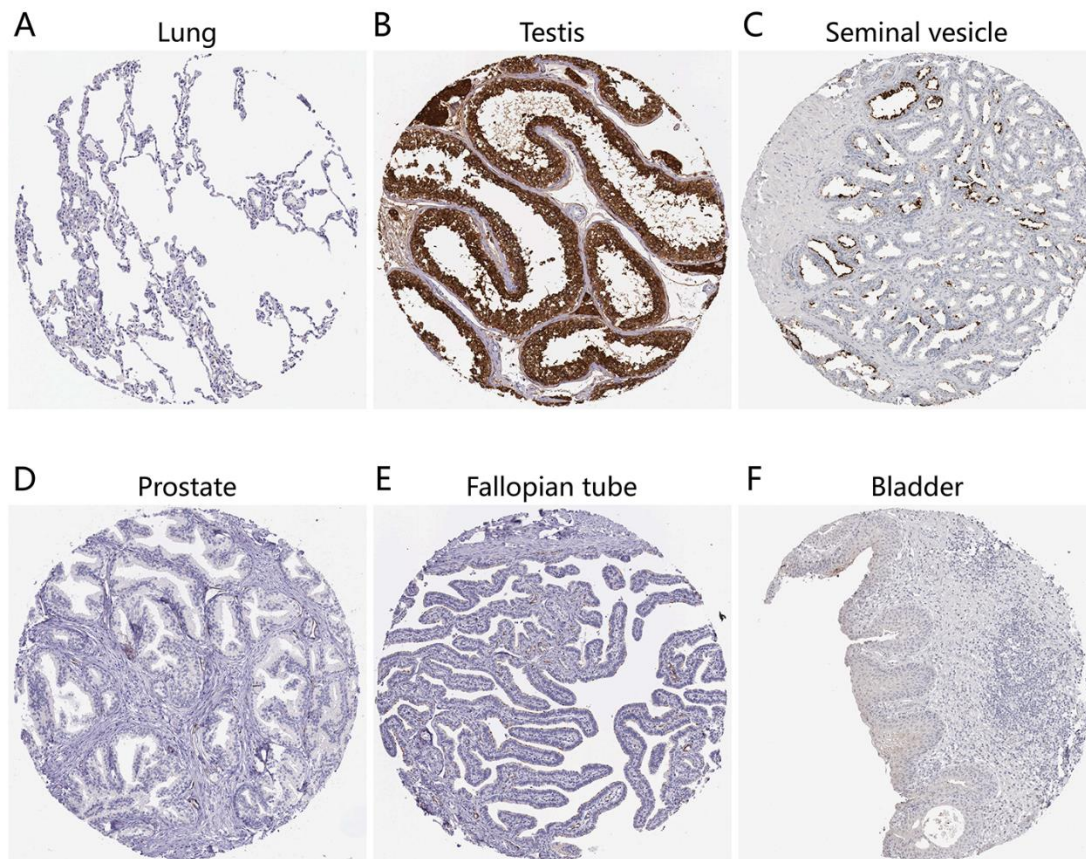 A Lung
B Testis
C Seminal vesicle
D Prostate
E Fallopian tube
F Bladder